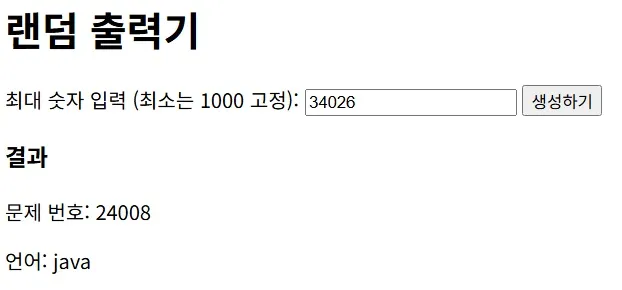 랜덤 출력기
최대 숫자 입력 (최소는 1000 고정): 34026 생성하기
결과
문제 번호: 24008
언어: java